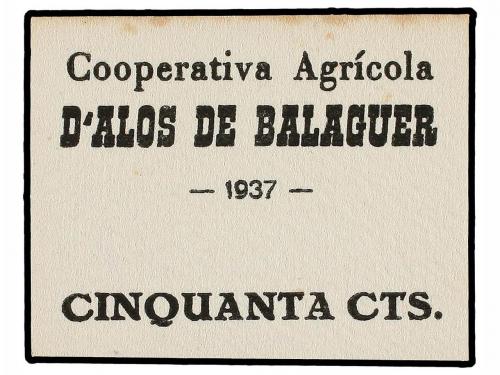 Cooperativa Agrícola
D'ALOS DE BALAGUER
— 1937 —
CINQUANTA CTS.